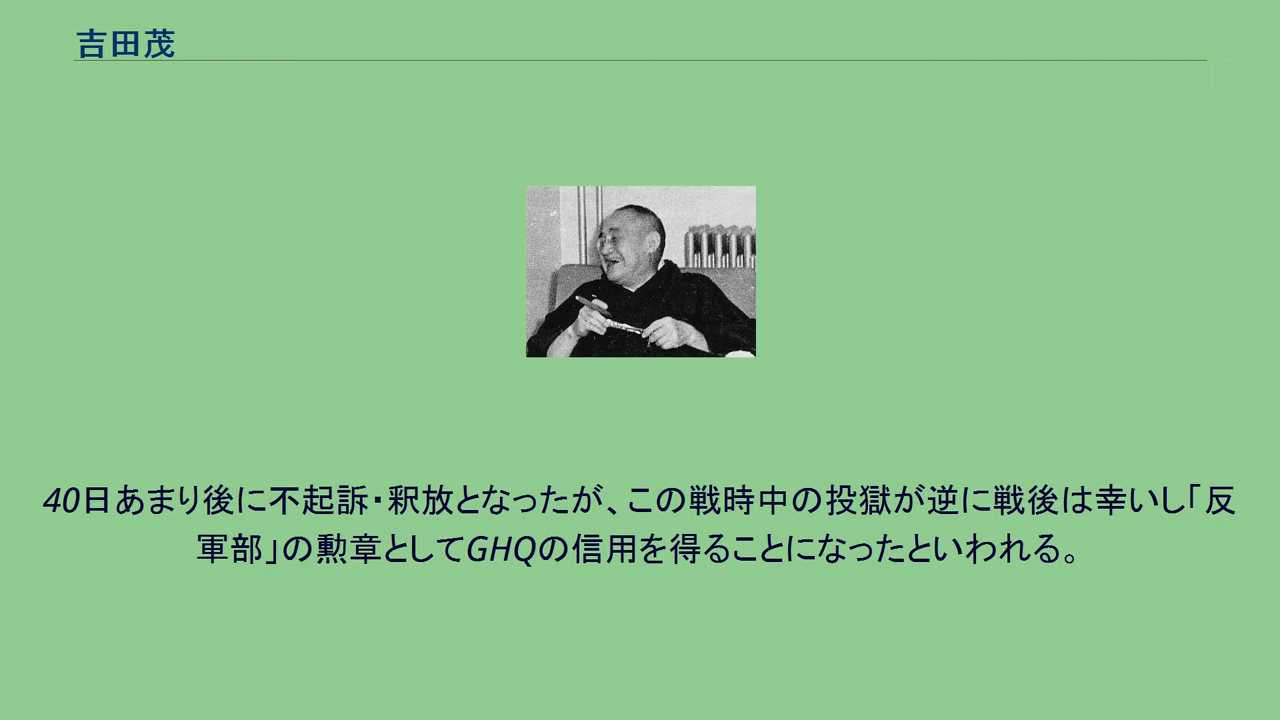 吉田茂
40日あまり後に不起訴・釈放となったが、この戦時中の投獄が逆に戦後は幸いし「反
軍部」の勲章としてGHQの信用を得ることになったといわれる。